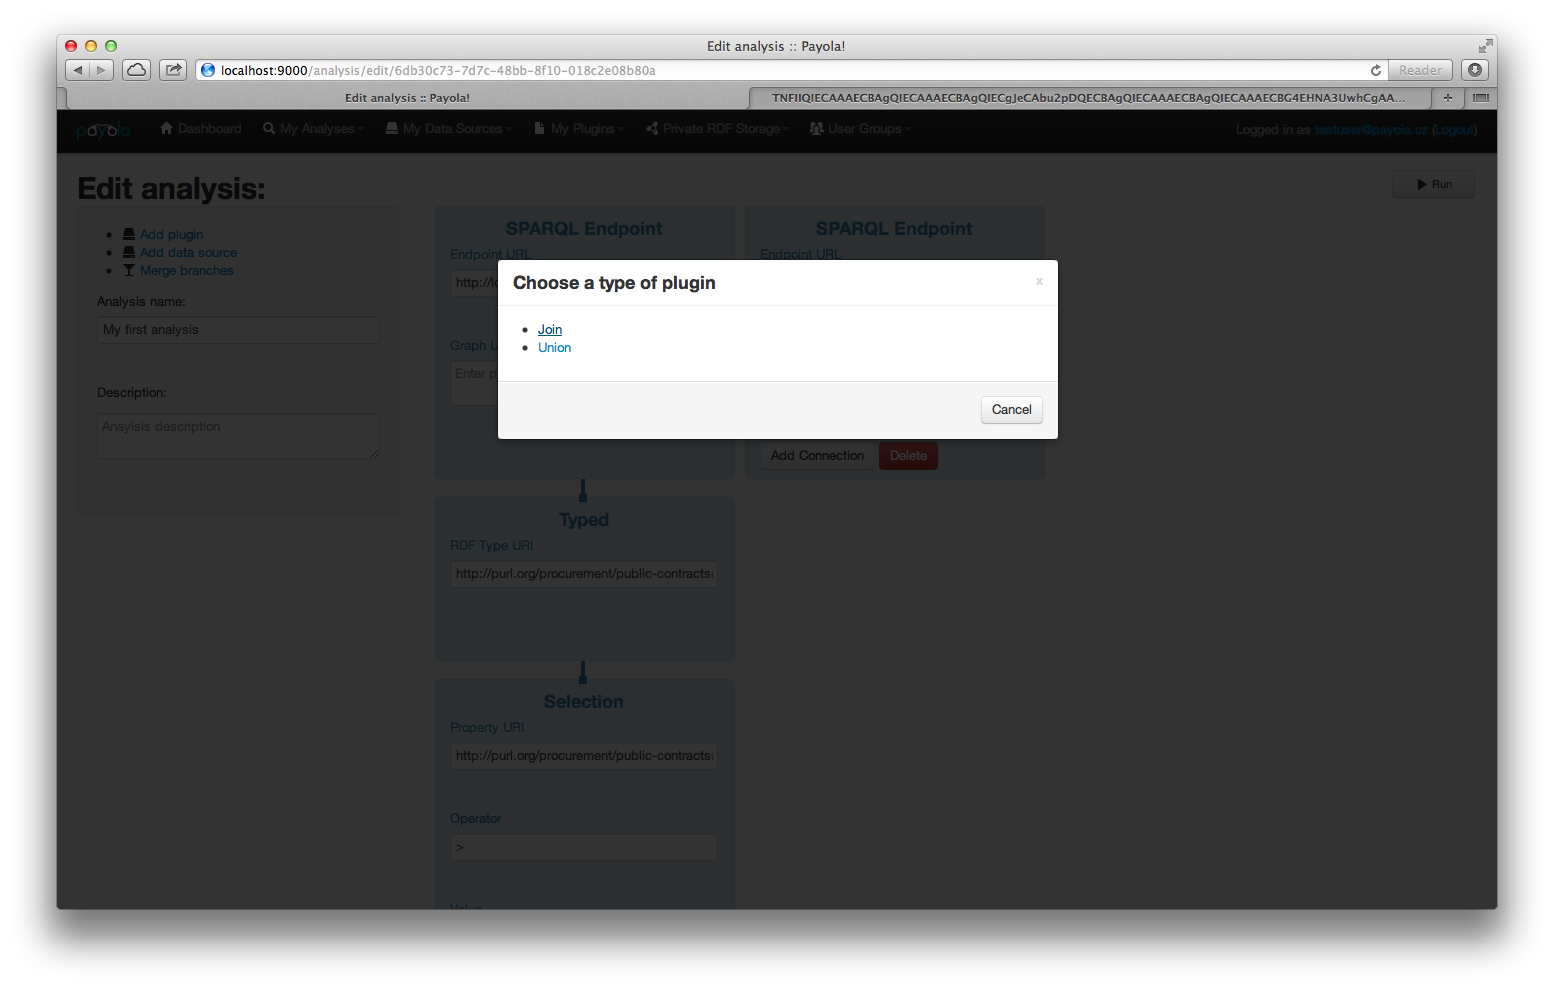 Edit analysis :: Payola!
localhost:9000/analysis/edit/6db30c73-7d7c-48bb-8f10-018c2e08b80a
Reader
Edit analysis :: Payola!
TNFIIQIECAAAECBAgQIECAAAECBAgQIECgJeCAbu2pDQECBAgQIECAAAECBAgQIECAAAECBG4EHNA3UwhCgAA...
payola
Dashboard
My Analyses
My Data Sources
My Plugins
Private RDF Storage
User Groups
Logged in as testuser@payola.cz (Logout)
Edit analysis:
Run
Add plugin
Add data source
Merge branches
Analysis name:
My first analysis
Description:
Anaylsis description
SPARQL Endpoint
Endpoint URL
http://lo
Graph U
Enter p
SPARQL Endpoint
Endpoint URL
Add Connection
Delete
Choose a type of plugin
x
Join
Union
Cancel
Typed
RDF Type URI
http://purl.org/procurement/public-contracts
Selection
Property URI
http://purl.org/procurement/public-contracts
Operator
>
Value